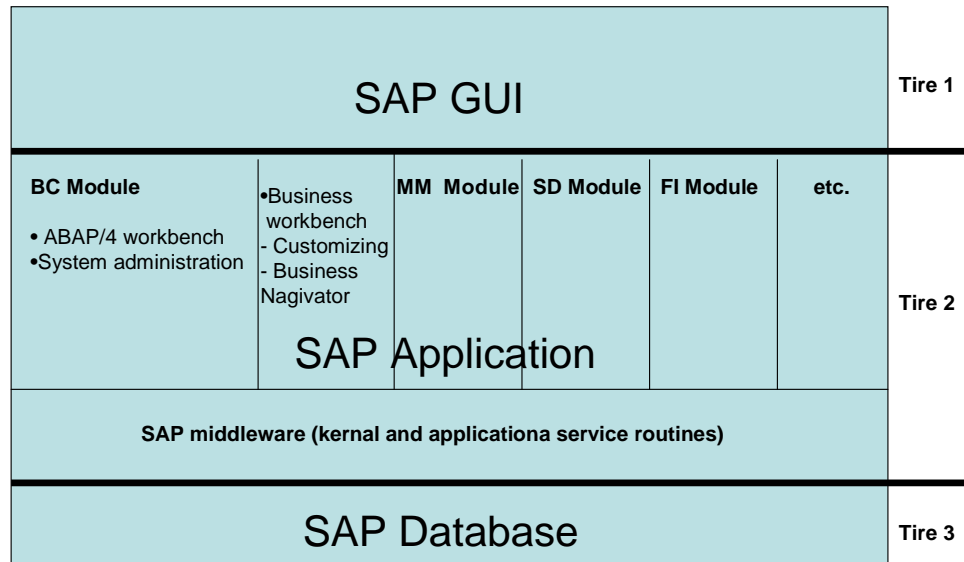 SAP GUI
Tire 1
BC Module
• ABAP/4 workbench
•System administration
•Business
workbench
- Customizing
- Business
Nagivator
MM Module
SD Module
FI Module
etc.
Tire 2
SAP Application
SAP middleware (kernal and applicationa service routines)
SAP Database
Tire 3